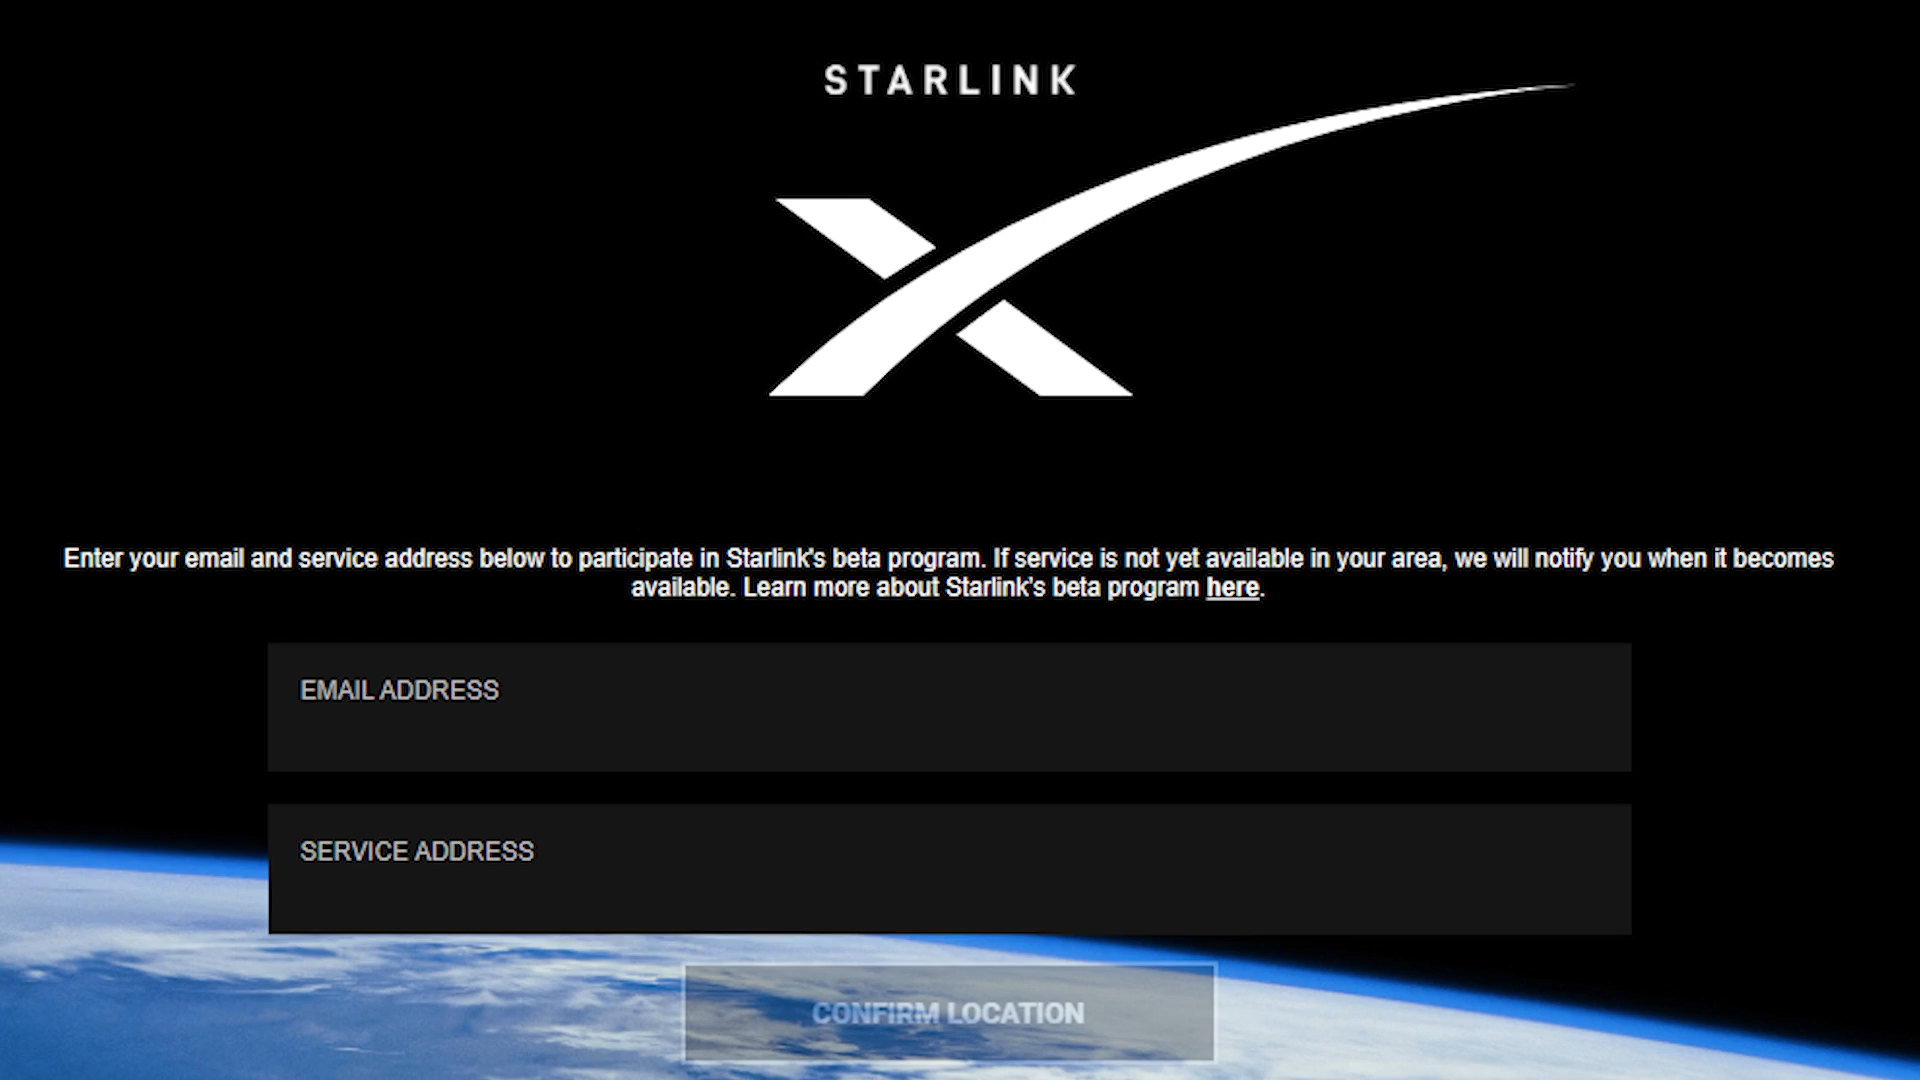 STARLINK
Enter your email and service address below to participate in Starlink's beta program. If service is not yet available in your area, we will notify you when it becomes
available. Learn more about Starlink's beta program here.
EMAIL ADDRESS
SERVICE ADDRESS
CONFIRM LOCATION